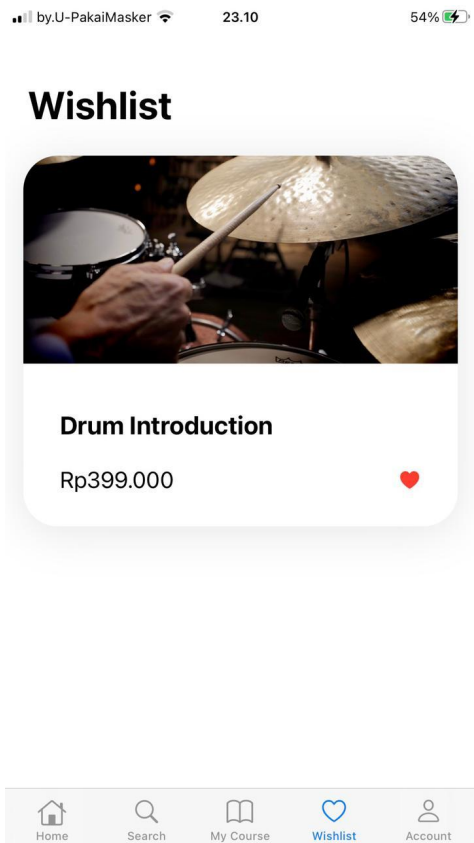 by.U-PakaiMasker 23.10 54%
Wishlist
Drum Introduction
Rp399.000
Home Search My Course Wishlist Account